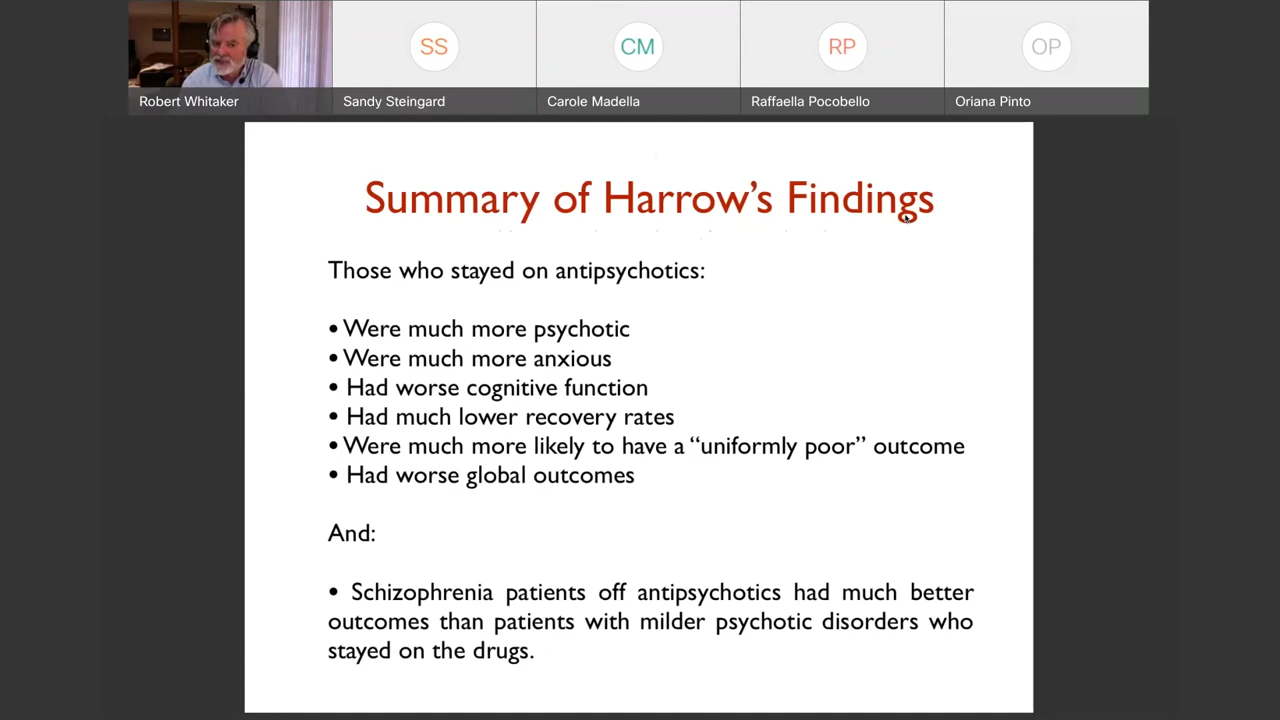 SS
CM
RP
OP
Robert Whitaker
Sandy Steingard
Carole Madella
Raffaella Pocobello
Oriana Pinto
Summary of Harrow’s Findings
Those who stayed on antipsychotics:
• Were much more psychotic
• Were much more anxious
• Had worse cognitive function
• Had much lower recovery rates
• Were much more likely to have a “uniformly poor” outcome
• Had worse global outcomes
And:
• Schizophrenia patients off antipsychotics had much better
outcomes than patients with milder psychotic disorders who
stayed on the drugs.